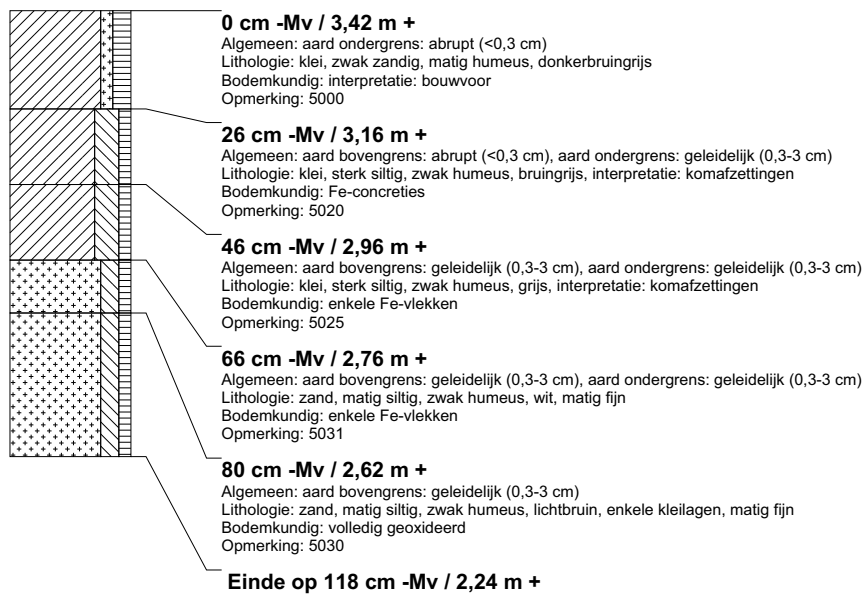 0 cm -Mv / 3,42 m +
Algemeen: aard ondergrens: abrupt (<0,3 cm)
Lithologie: klei, zwak zandig, matig humeus, donkerbruingrijs
Bodemkundig: interpretatie: bouwvoor
Opmerking: 5000
26 cm -Mv / 3,16 m +
Algemeen: aard bovengrens: abrupt (<0,3 cm), aard ondergrens: geleidelijk (0,3-3 cm)
Lithologie: klei, sterk siltig, zwak humeus, bruingrijs, interpretatie: komafzettingen
Bodemkundig: Fe-concreties
Opmerking: 5020
46 cm -Mv / 2,96 m +
Algemeen: aard bovengrens: geleidelijk (0,3-3 cm), aard ondergrens: geleidelijk (0,3-3 cm)
Lithologie: klei, sterk siltig, zwak humeus, grijs, interpretatie: komafzettingen
Bodemkundig: enkele Fe-vlekken
Opmerking: 5025
66 cm -Mv / 2,76 m +
Algemeen: aard bovengrens: geleidelijk (0,3-3 cm), aard ondergrens: geleidelijk (0,3-3 cm)
Lithologie: zand, matig siltig, zwak humeus, wit, matig fijn
Bodemkundig: enkele Fe-vlekken
Opmerking: 5031
80 cm -Mv / 2,62 m +
Algemeen: aard bovengrens: geleidelijk (0,3-3 cm)
Lithologie: zand, matig siltig, zwak humeus, lichtbruin, enkele kleilagen, matig fijn
Bodemkundig: volledig geoxideerd
Opmerking: 5030
Einde op 118 cm -Mv / 2,24 m +